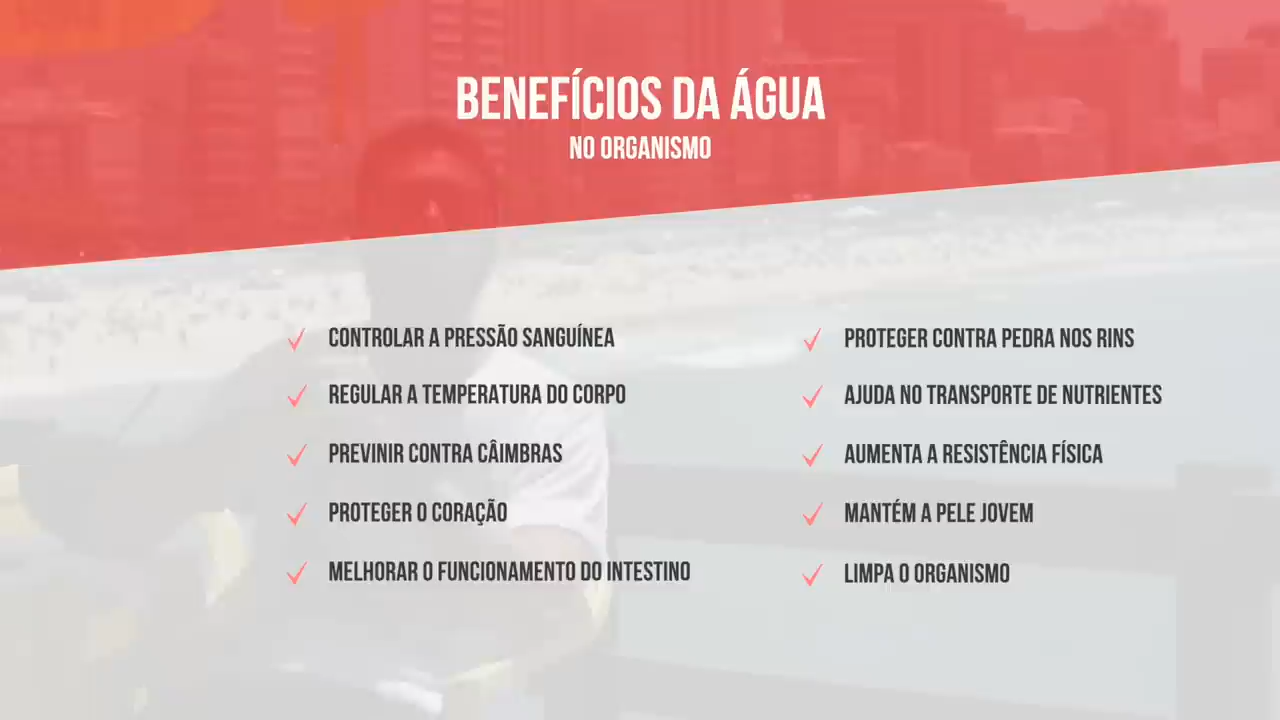 BENEFÍCIOS DA ÁGUA
NO ORGANISMO
CONTROLAR A PRESSÃO SANGUÍNEA
REGULAR A TEMPERATURA DO CORPO
PREVINIR CONTRA CÂIMBRAS
PROTEGER O CORAÇÃO
MELHORAR O FUNCIONAMENTO DO INTESTINO
PROTEGER CONTRA PEDRA NOS RINS
AJUDA NO TRANSPORTE DE NUTRIENTES
AUMENTA A RESISTÊNCIA FÍSICA
MANTÉM A PELE JOVEM
LIMPA O ORGANISMO